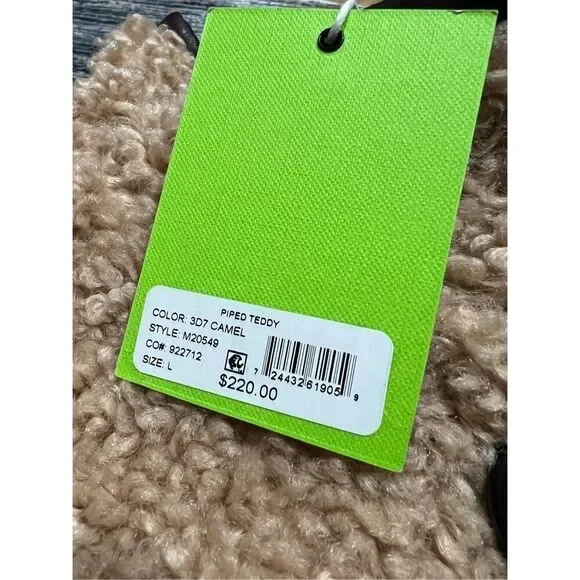 PIPED TEDDY
COLOR: 3D7 CAMEL
STYLE: M20549
CO#: 922712
SIZE: L
$220.00
7 24432 61905 9